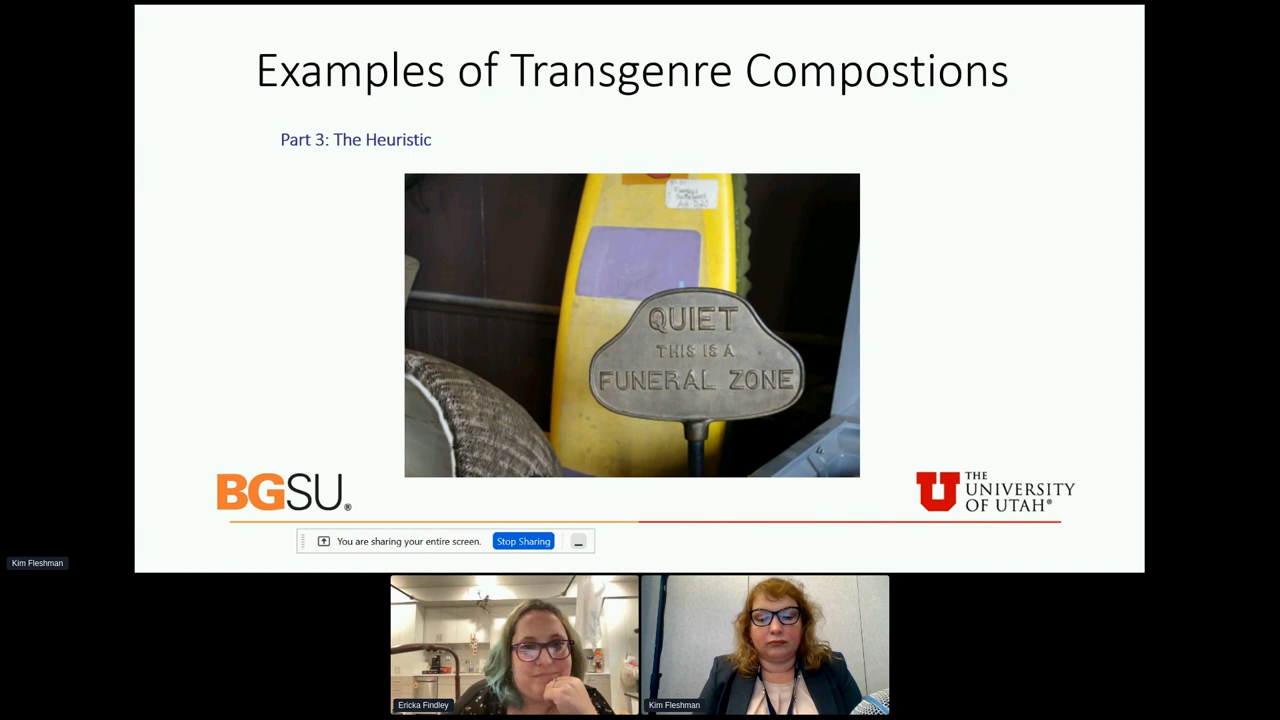 Examples of Transgenre Compostions
Part 3: The Heuristic
QUIET
THIS IS A
FUNERAL ZONE
BGSU®
THE
UNIVERSITY
OF UTAH®
You are sharing your entire screen.
Stop Sharing
Kim Fleshman
Ericka Findley
Kim Fleshman